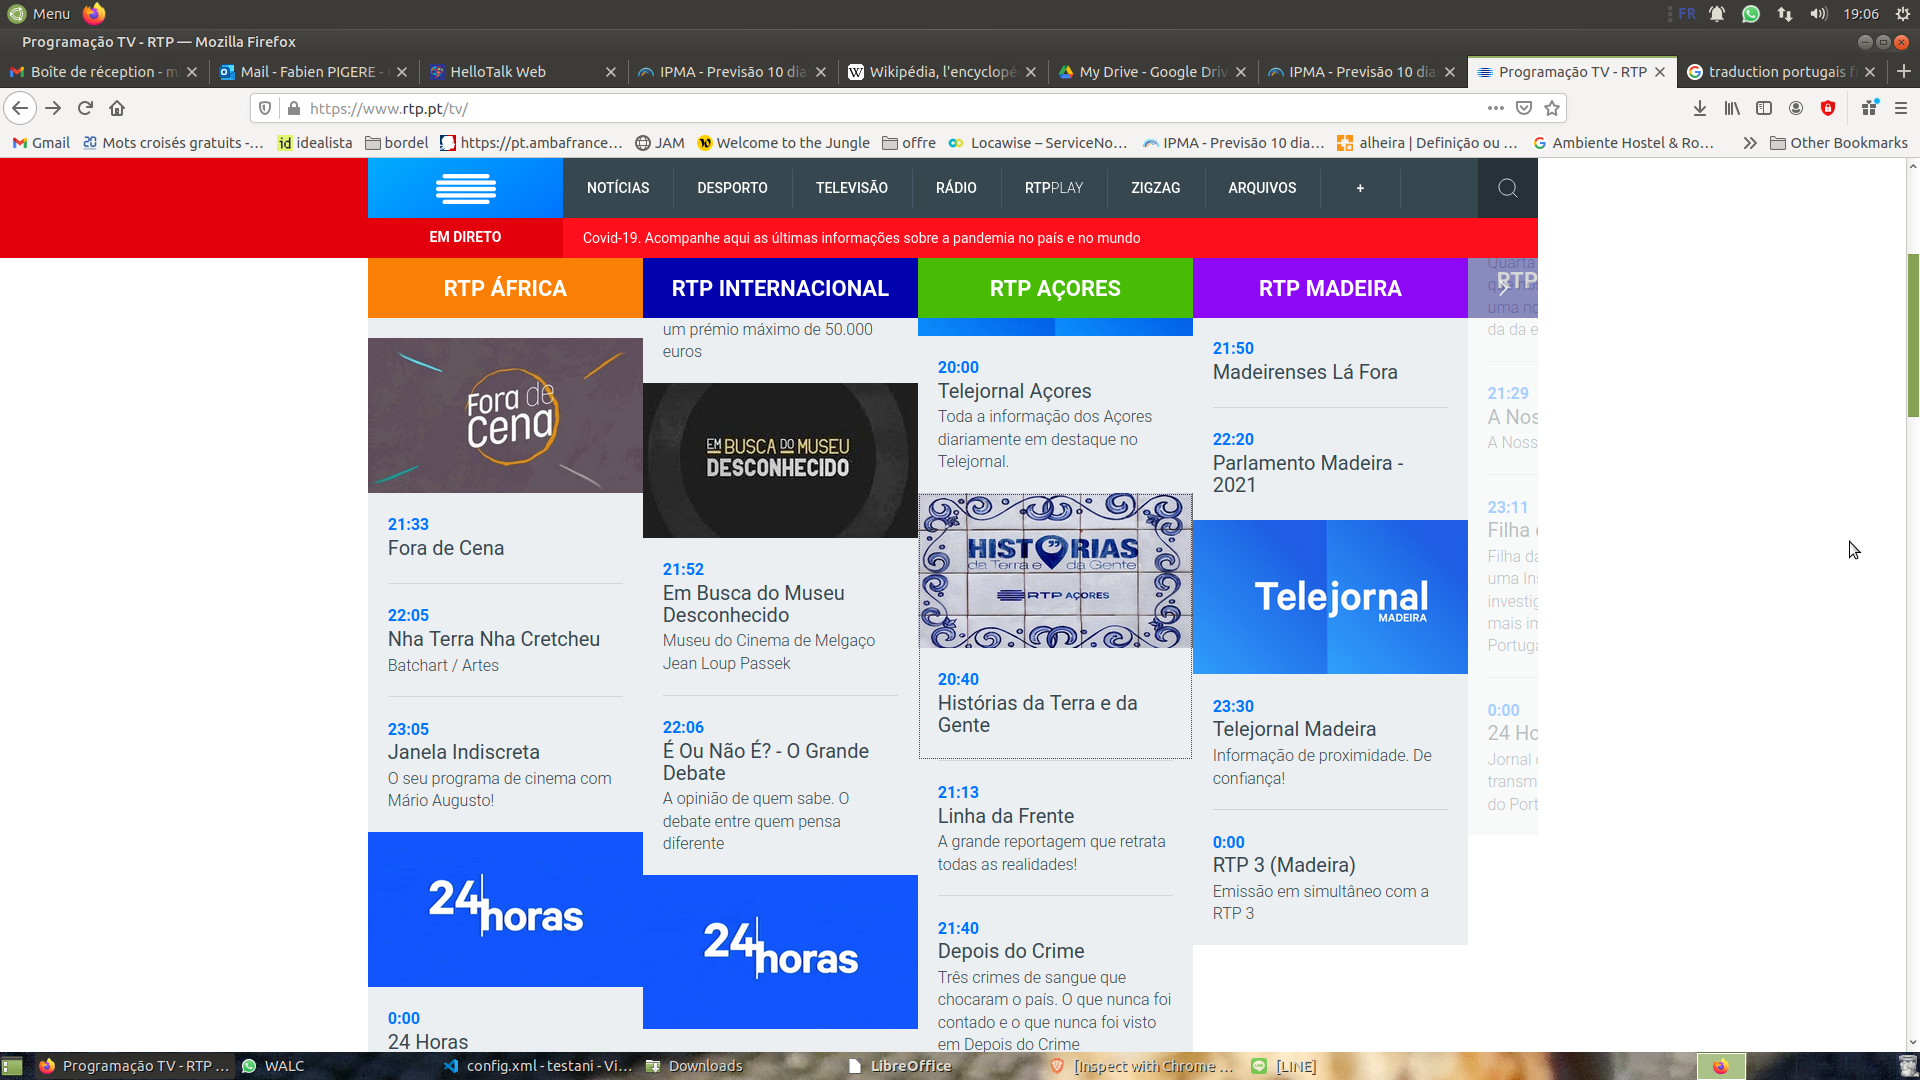 Menu
FR
19:06
Programação TV - RTP — Mozilla Firefox
Boîte de réception - m
Mail - Fabien PIGERE -
HelloTalk Web
IPMA - Previsão 10 dia
Wikipédia, l'encyclopé
My Drive - Google Driv
IPMA - Previsão 10 dia
Programação TV - RTP
traduction portugais f
https://www.rtp.pt/tv/
Gmail
20 Mots croisés gratuits -...
id idealista
bordel
https://pt.ambafrance...
JAM
Welcome to the Jungle
offre
Locawise – ServiceNo...
IPMA - Previsão 10 dia...
alheira | Definição ou ...
Ambiente Hostel & Ro...
Other Bookmarks
NOTÍCIAS
DESPORTO
TELEVISÃO
RÁDIO
RTPPLAY
ZIGZAG
ARQUIVOS
+
EM DIRETO
Covid-19. Acompanhe aqui as últimas informações sobre a pandemia no país e no mundo
RTP ÁFRICA
Fora de
Cena
21:33
Fora de Cena
22:05
Nha Terra Nha Cretcheu
Batchart / Artes
23:05
Janela Indiscreta
O seu programa de cinema com
Mário Augusto!
24horas
0:00
24 Horas
RTP INTERNACIONAL
um prémio máximo de 50.000
euros
EM BUSCA DO MUSEU
DESCONHECIDO
21:52
Em Busca do Museu
Desconhecido
Museu do Cinema de Melgaço
Jean Loup Passek
22:06
É Ou Não É? - O Grande
Debate
A opinião de quem sabe. O
debate entre quem pensa
diferente
24horas
RTP AÇORES
20:00
Telejornal Açores
Toda a informação dos Açores
diariamente em destaque no
Telejornal.
HISTÓRIAS
da Terra e da Gente
RTP AÇORES
20:40
Histórias da Terra e da
Gente
21:13
Linha da Frente
A grande reportagem que retrata
todas as realidades!
21:40
Depois do Crime
Três crimes de sangue que
chocaram o país. O que nunca foi
contado e o que nunca foi visto
em Depois do Crime
RTP MADEIRA
21:50
Madeirenses Lá Fora
22:20
Parlamento Madeira -
2021
Telejornal
MADEIRA
23:30
Telejornal Madeira
Informação de proximidade. De
confiança!
0:00
RTP 3 (Madeira)
Emissão em simultâneo com a
RTP 3
RTP
Quarta
uma no
da da e
21:29
A Nos
A Noss
23:11
Filha
Filha da
uma Ins
investig
mais im
Portuga
0:00
24 Ho
Jornal
transm
do Port
Programação TV - RTP ...
WALC
config.xml - testani - Vi...
Downloads
LibreOffice
[Inspect with Chrome ...
[LINE]